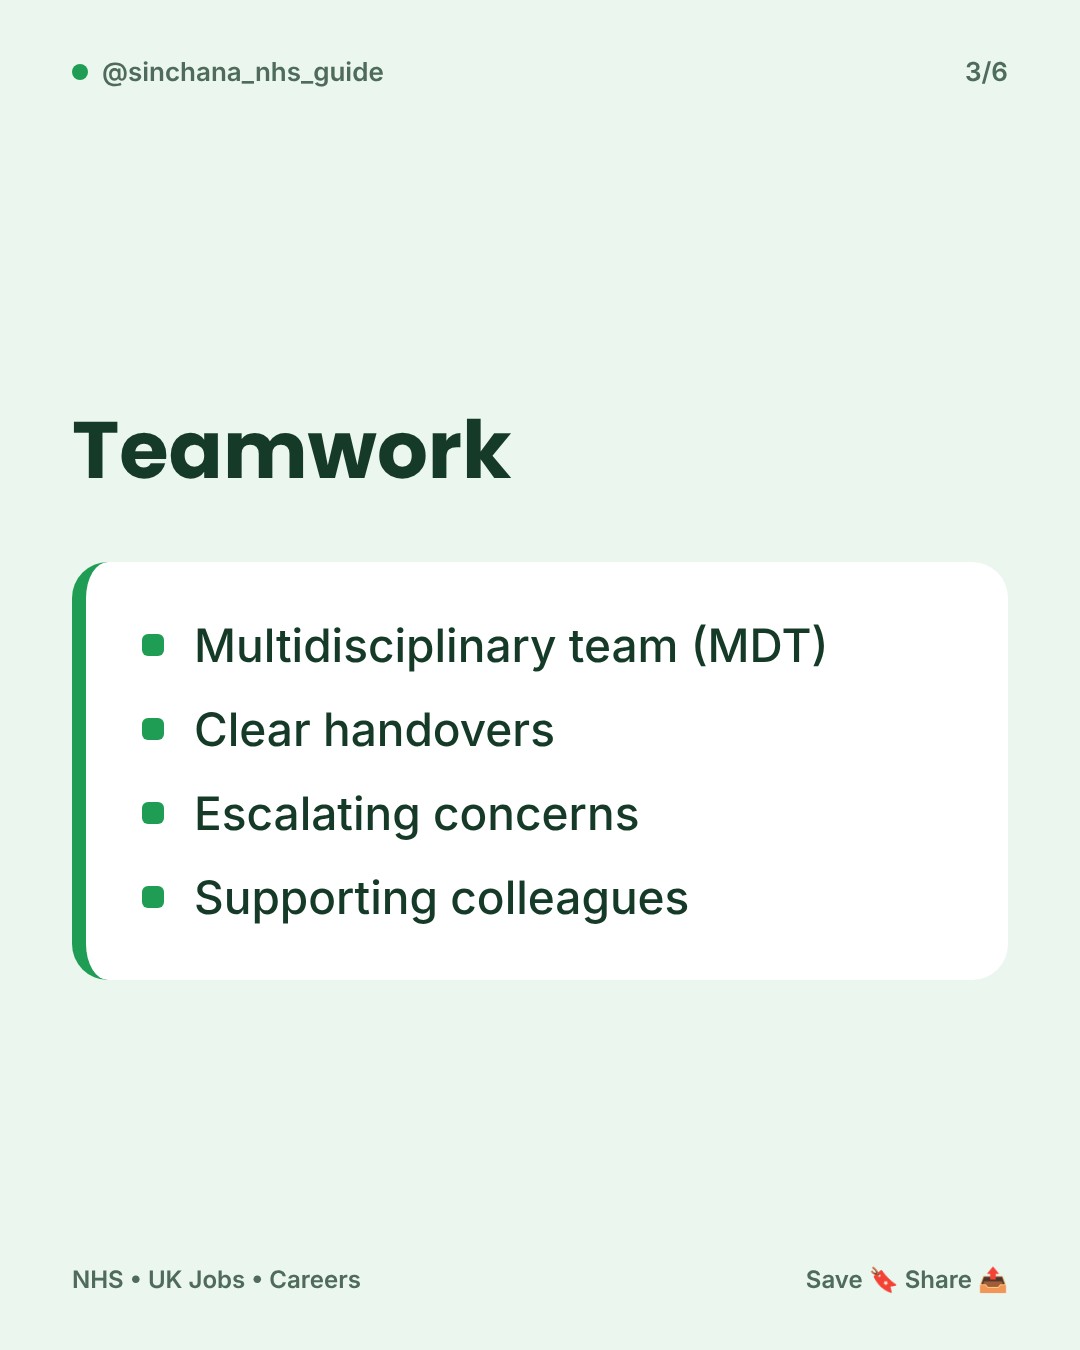 @sinchana_nhs_guide
3/6
Teamwork
Multidisciplinary team (MDT)
Clear handovers
Escalating concerns
Supporting colleagues
NHS • UK Jobs • Careers
Save 🔖 Share 📤